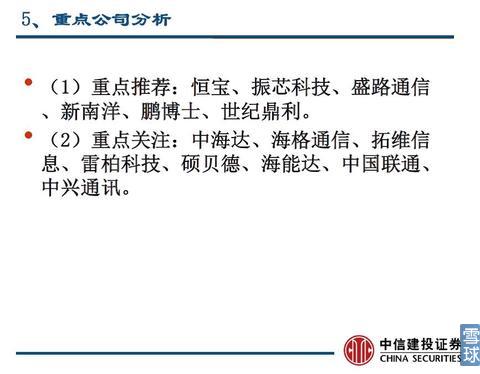 5、重点公司分析
（1）重点推荐：恒宝、振芯科技、盛路通信
、新南洋、鹏博士、世纪鼎利。
（2）重点关注：中海达、海格通信、拓维信
息、雷柏科技、硕贝德、海能达、中国联通、
中兴通讯。
中信建投证券
CHINA SECURITIES
雪球